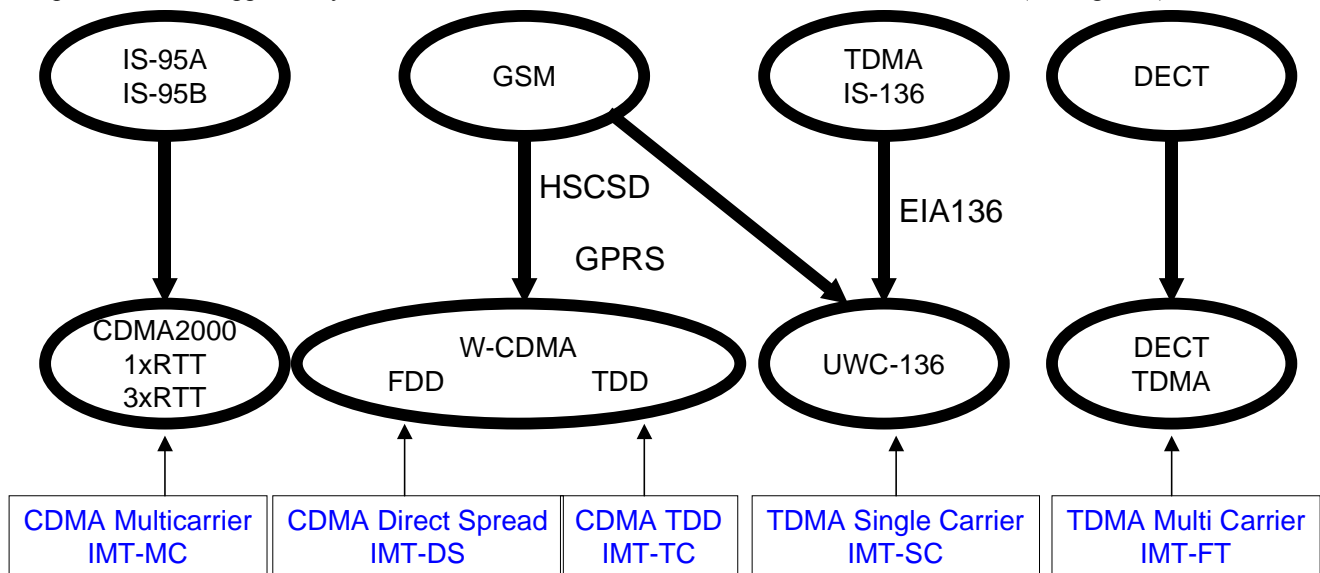 IS-95A
IS-95B
GSM
TDMA
IS-136
DECT
HSCSD
GPRS
EIA136
CDMA2000
1xRTT
3xRTT
W-CDMA
FDD TDD
UWC-136
DECT
TDMA
CDMA Multicarrier
IMT-MC
CDMA Direct Spread
IMT-DS
CDMA TDD
IMT-TC
TDMA Single Carrier
IMT-SC
TDMA Multi Carrier
IMT-FT